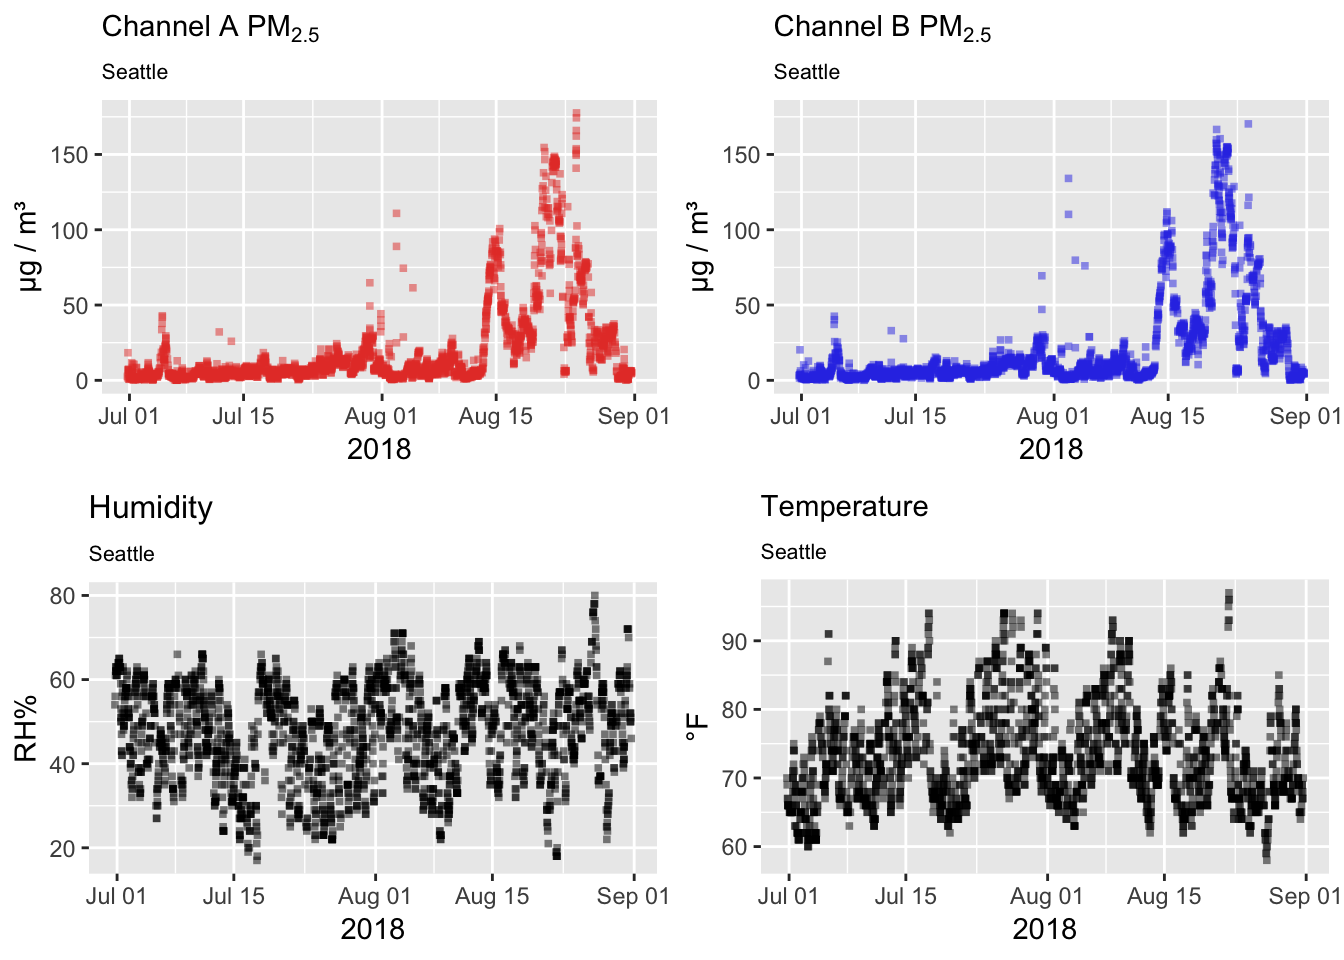 Channel A PM2.5
Seattle
µg / m³
150
100
50
0
Jul 01 Jul 15 Aug 01 Aug 15 Sep 01
2018
Channel B PM2.5
Seattle
µg / m³
150
100
50
0
Jul 01 Jul 15 Aug 01 Aug 15 Sep 01
2018
Humidity
Seattle
RH%
80
60
40
20
Jul 01 Jul 15 Aug 01 Aug 15 Sep 01
2018
Temperature
Seattle
°F
90
80
70
60
Jul 01 Jul 15 Aug 01 Aug 15 Sep 01
2018